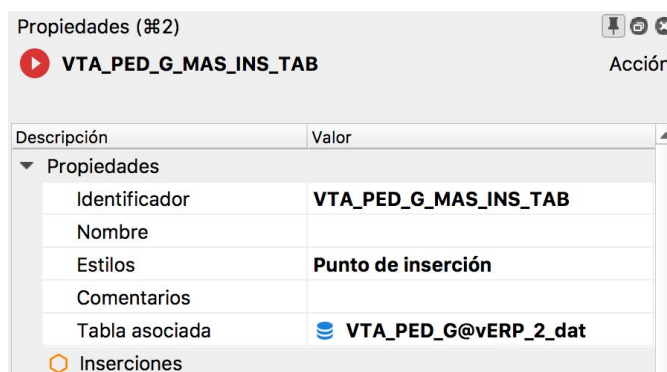 Propiedades (⌘2)
VTA_PED_G_MAS_INS_TAB Acción
Descripción Valor
Propiedades
Identificador VTA_PED_G_MAS_INS_TAB
Nombre
Estilos Punto de inserción
Comentarios
Tabla asociada VTA_PED_G@vERP_2_dat
Inserciones